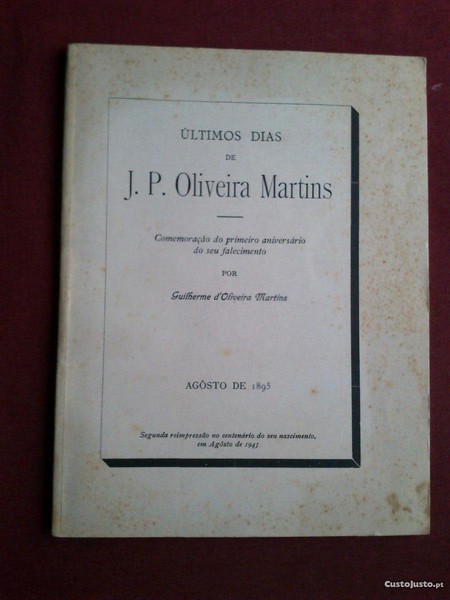 ÚLTIMOS DIAS
DE
J. P. Oliveira Martins
Comemoração do primeiro aniversário
do seu falecimento
POR
Guilherme d'Oliveira Martins
AGÔSTO DE 1895
Segunda reimpressão no centenário do seu nascimento,
em Agôsto de 1945
CustoJusto.pt